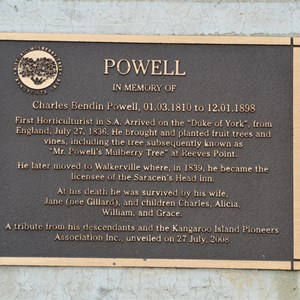 POWELL
IN MEMORY OF
Charles Bendin Powell, 01.03.1810 to 12.01.1898
First Horticulturist in S.A. Arrived on the "Duke of York", from
England, July 27, 1836. He brought and planted fruit trees and
vines, including the tree subsequently known as
"Mr. Powell's Mulberry Tree" at Reeves Point.
He later moved to Walkerville where, in 1839, he became the
licensee of the Saracen's Head Inn.
At his death he was survived by his wife,
Jane (nee Gillard), and children Charles, Alicia,
William, and Grace.
A tribute from his descendants and the Kangaroo Island Pioneers
Association Inc., unveiled on 27 July, 2008